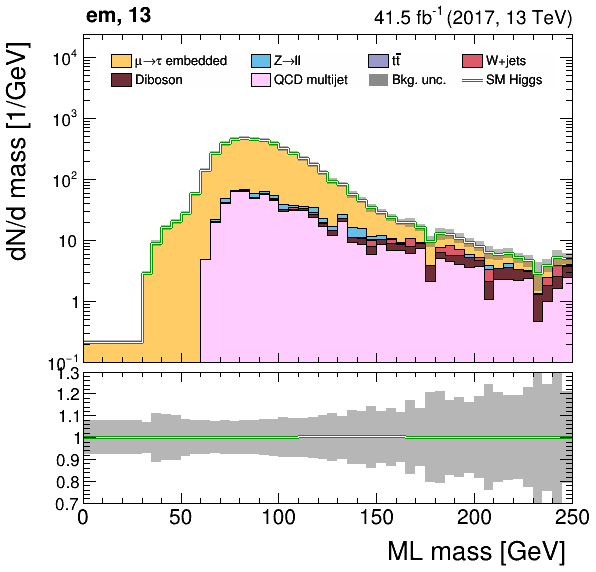 em, 13 41.5 fb⁻¹ (2017, 13 TeV)
dN/d mass [1/GeV]
10⁴
10³
10²
10
1
10⁻¹
μ→τ embedded Z→ll tt̄ W+jets
Diboson QCD multijet Bkg. unc. SM Higgs
1.3
1.2
1.1
1
0.9
0.8
0.7
0 50 100 150 200 250
ML mass [GeV]